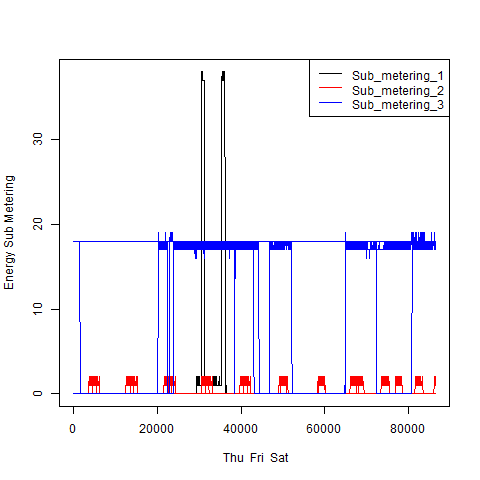 Sub_metering_1
Sub_metering_2
Sub_metering_3
Energy Sub Metering
30
20
10
0
0 20000 40000 60000 80000
Thu Fri Sat